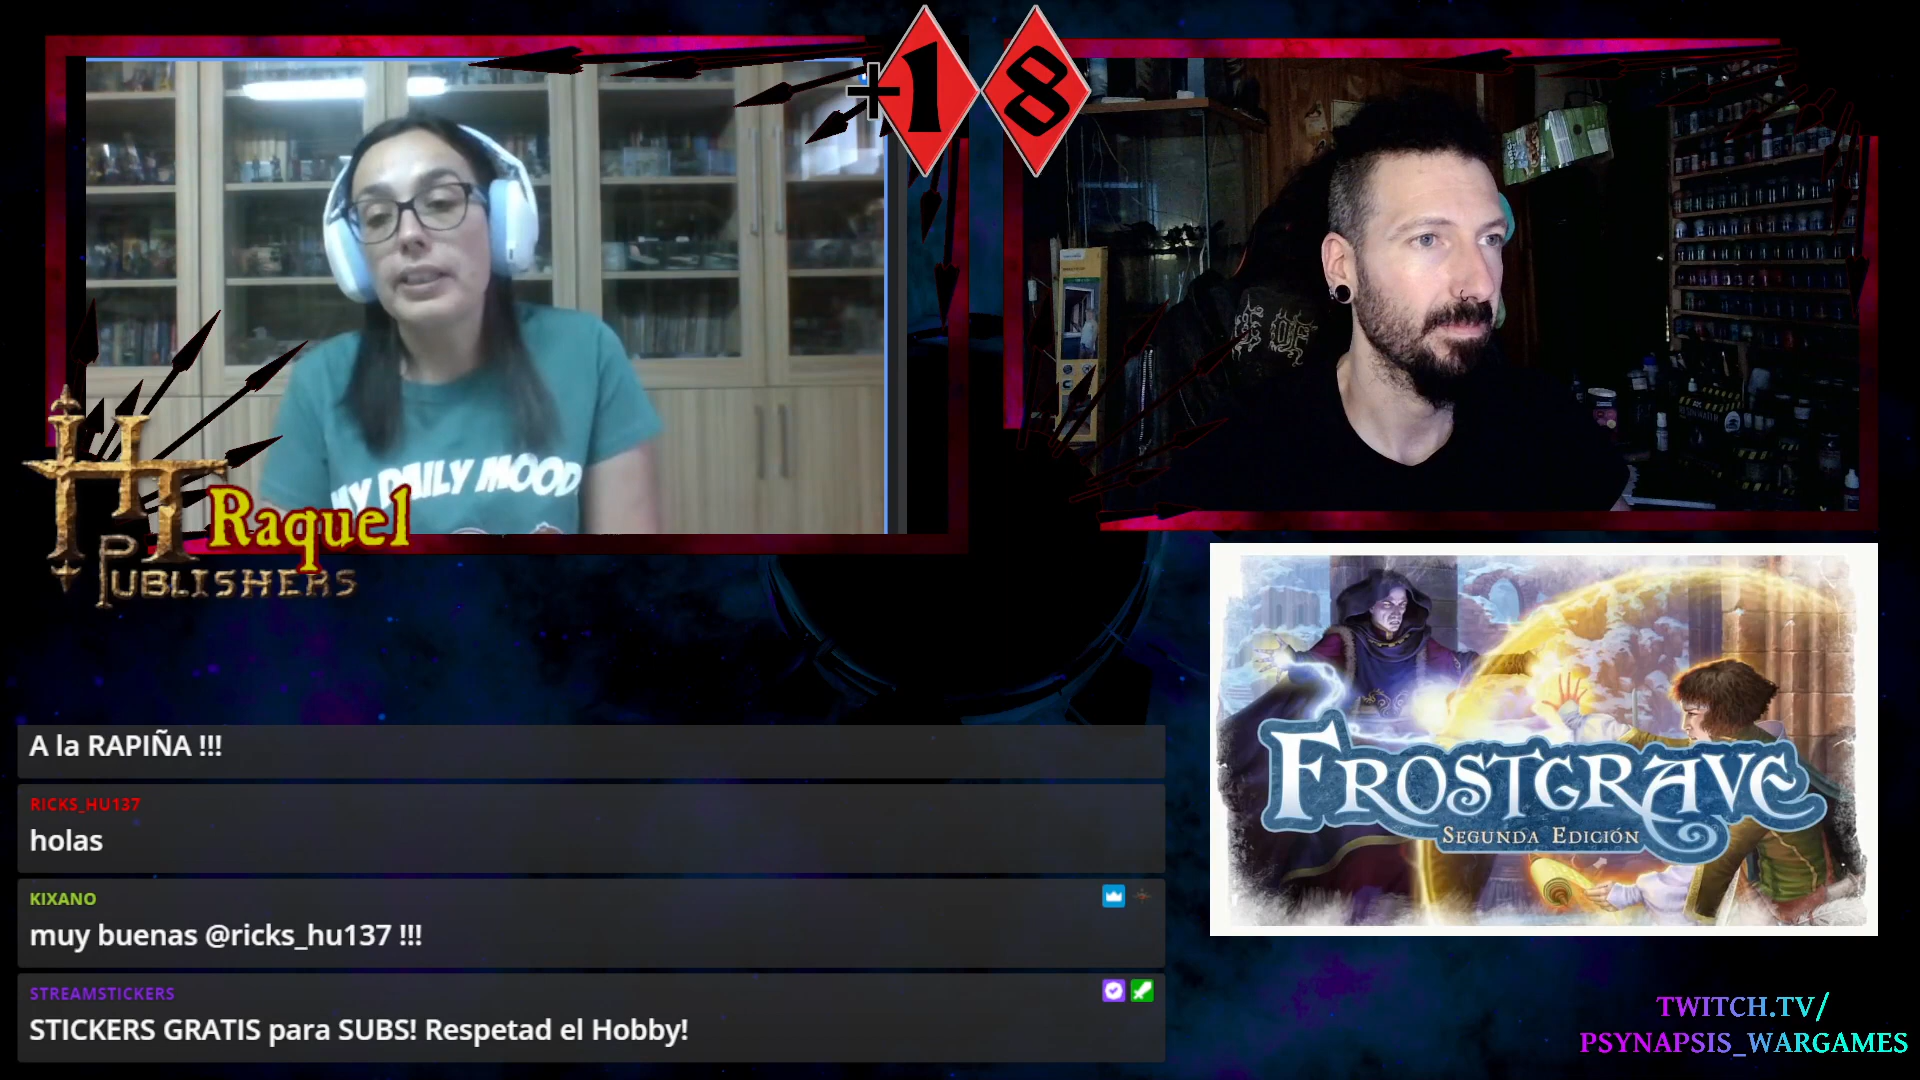 +18
MY DAILY MOOD
HT
PUBLISHERS
Raquel
FROSTGRAVE
SEGUNDA EDICIÓN
A la RAPIÑA !!!
RICKS_HU137
holas
KIXANO
muy buenas @ricks_hu137 !!!
STREAMSTICKERS
STICKERS GRATIS para SUBS! Respetad el Hobby!
TWITCH.TV/
PSYNAPSIS_WARGAMES